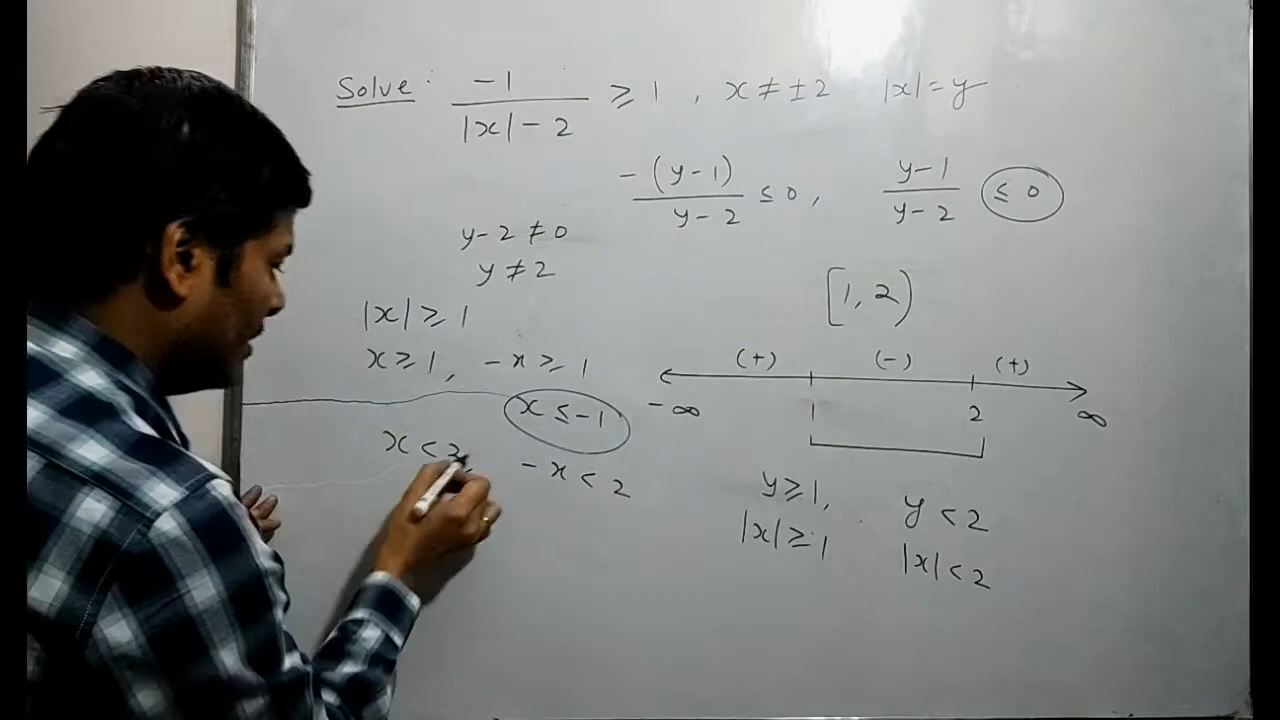 Solve: -1 / |x| - 2 ≥ 1, x ≠ ±2 |x| = y
-(y-1) / y-2 ≤ 0, y-1 / y-2 ≤ 0
y-2 ≠ 0
y ≠ 2
[1, 2)
|x| ≥ 1
x ≥ 1, -x ≥ 1
x ≤ -1
x < 2 -x < 2
(+) (-) (+)
-∞ 1 2 ∞
y ≥ 1, y < 2
|x| ≥ 1 |x| < 2